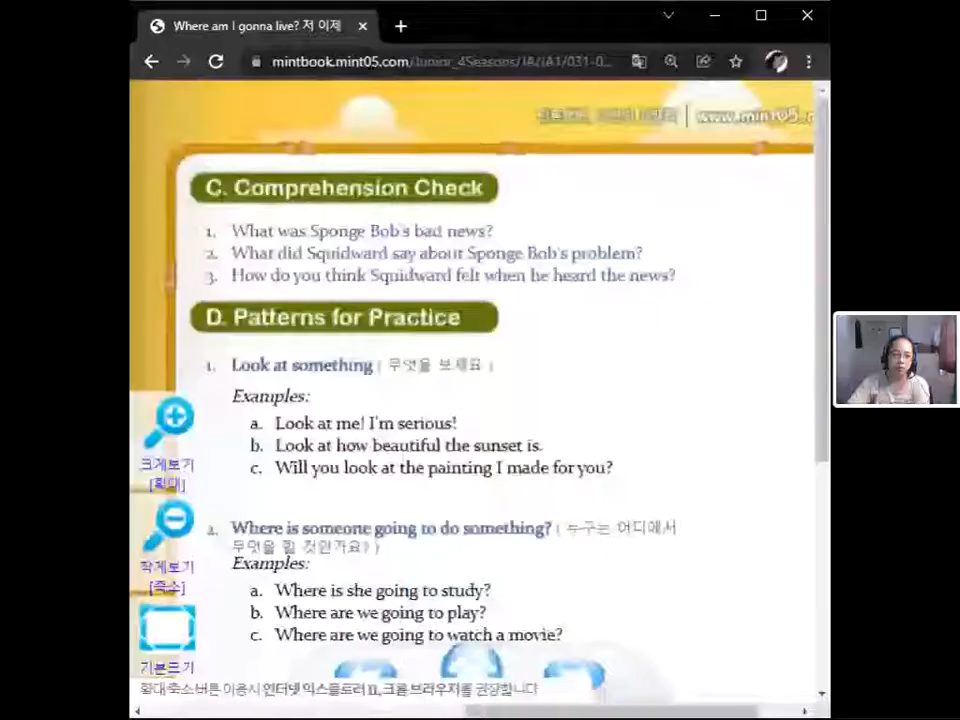 Where am I gonna live? 저 이제
mintbook.mint05.com/Junior_4Seasons/JA/JA1/031-0...
www.mint05.c
C. Comprehension Check
1. What was Sponge Bob's bad news?
2. What did Squidward say about Sponge Bob's problem?
3. How do you think Squidward felt when he heard the news?
D. Patterns for Practice
1. Look at something ( 무엇을 보세요 )
Examples:
a. Look at me! I'm serious!
b. Look at how beautiful the sunset is.
c. Will you look at the painting I made for you?
2. Where is someone going to do something? ( 누구는 어디에서
무엇을 할 것인가요? )
Examples:
a. Where is she going to study?
b. Where are we going to play?
c. Where are we going to watch a movie?
크게보기
[확대]
작게보기
[축소]
기본크기
확대축소버튼 이용시 인터넷 익스플로러 11, 크롬 브라우저를 권장합니다